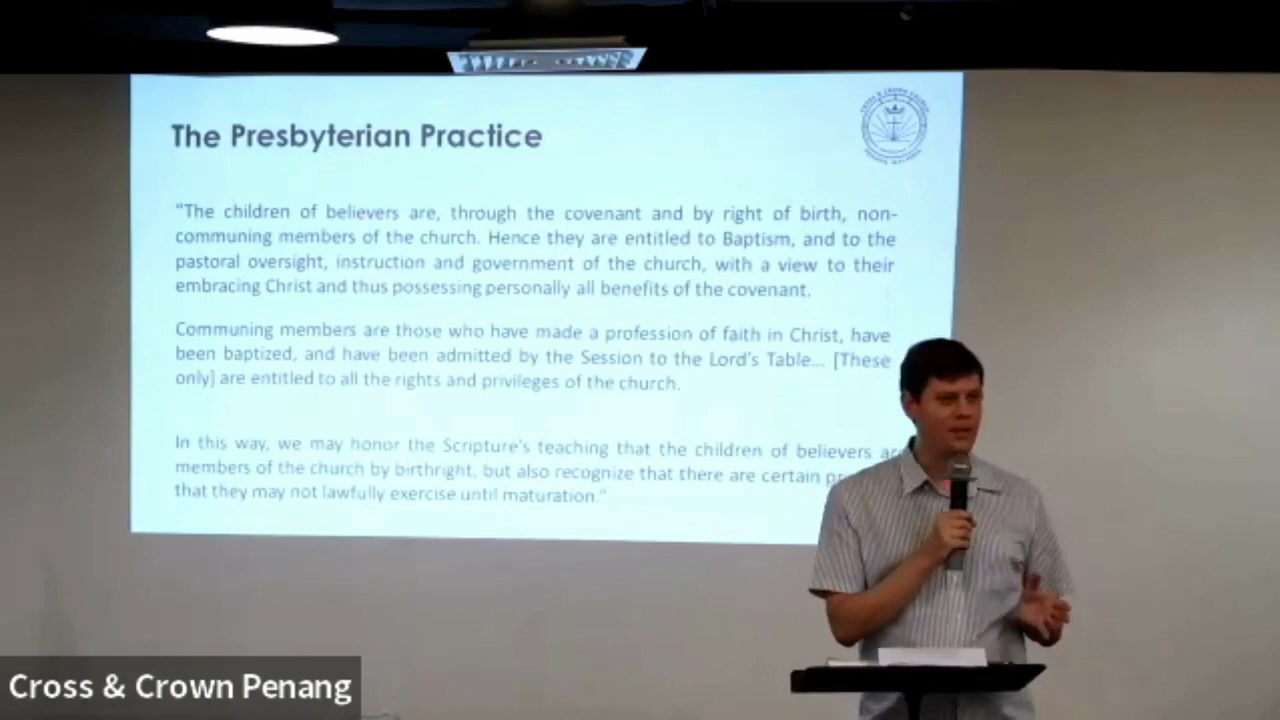 CROSS & CROWN CHURCH
The Presbyterian Practice
“The children of believers are, through the covenant and by right of birth, non-
communing members of the church. Hence they are entitled to Baptism, and to the
pastoral oversight, instruction and government of the church, with a view to their
embracing Christ and thus possessing personally all benefits of the covenant.
Communing members are those who have made a profession of faith in Christ, have
been baptized, and have been admitted by the Session to the Lord’s Table... [These
only] are entitled to all the rights and privileges of the church.
In this way, we may honor the Scripture’s teaching that the children of believers
members of the church by birthright, but also recognize that there are certain
that they may not lawfully exercise until maturation.”
Cross & Crown Penang